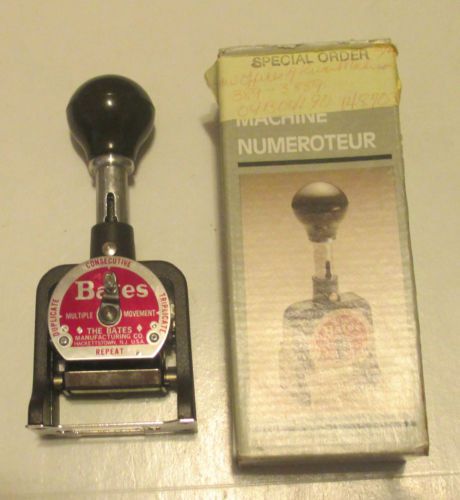 CONSECUTIVE
DUPLICATE
TRIPLICATE
Bates
MULTIPLE MOVEMENT
THE BATES
MANUFACTURING CO.
HACKETTSTOWN, N.J. U.S.A.
REPEAT
SPECIAL ORDER
MACHINE
NUMEROTEUR